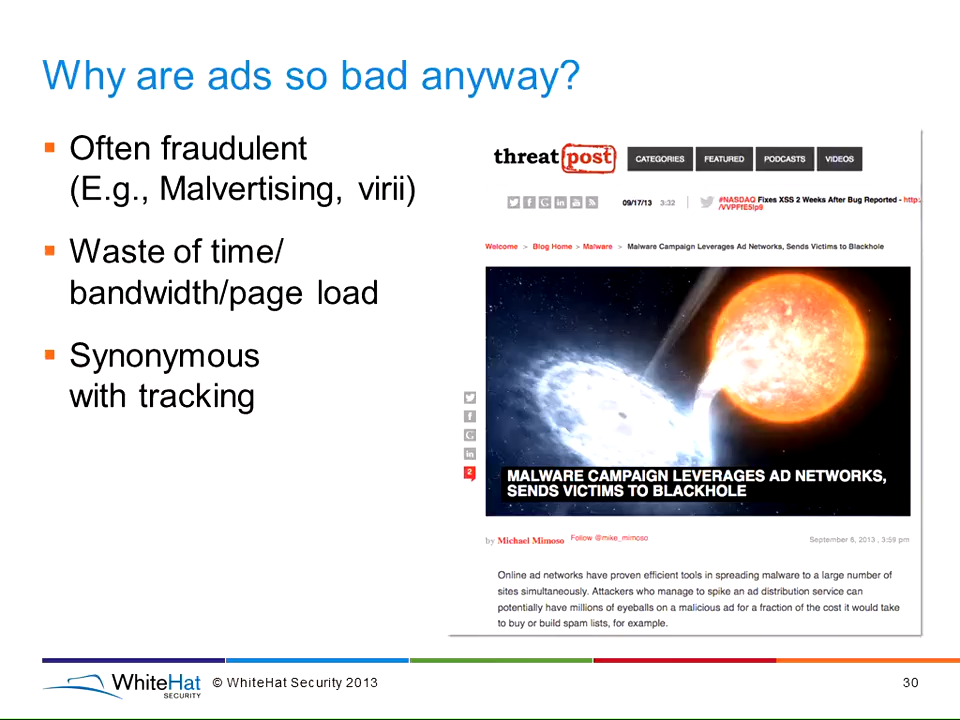 Why are ads so bad anyway?
Often fraudulent
(E.g., Malvertising, virii)
Waste of time/
bandwidth/page load
Synonymous
with tracking
threatpost
CATEGORIES FEATURED PODCASTS VIDEOS
09/17/13 3:32 #NASDAQ Fixes XSS 2 Weeks After Bug Reported - http:
Welcome > Blog Home > Malware > Malware Campaign Leverages Ad Networks, Sends Victims to Blackhole
2
MALWARE CAMPAIGN LEVERAGES AD NETWORKS,
SENDS VICTIMS TO BLACKHOLE
by Michael Mimoso Follow @mike_mimoso September 6, 2013 , 3:59 pm
Online ad networks have proven efficient tools in spreading malware to a large number of
sites simultaneously. Attackers who manage to spike an ad distribution service can
potentially have millions of eyeballs on a malicious ad for a fraction of the cost it would take
to buy or build spam lists, for example.
WhiteHat
SECURITY
© WhiteHat Security 2013
30